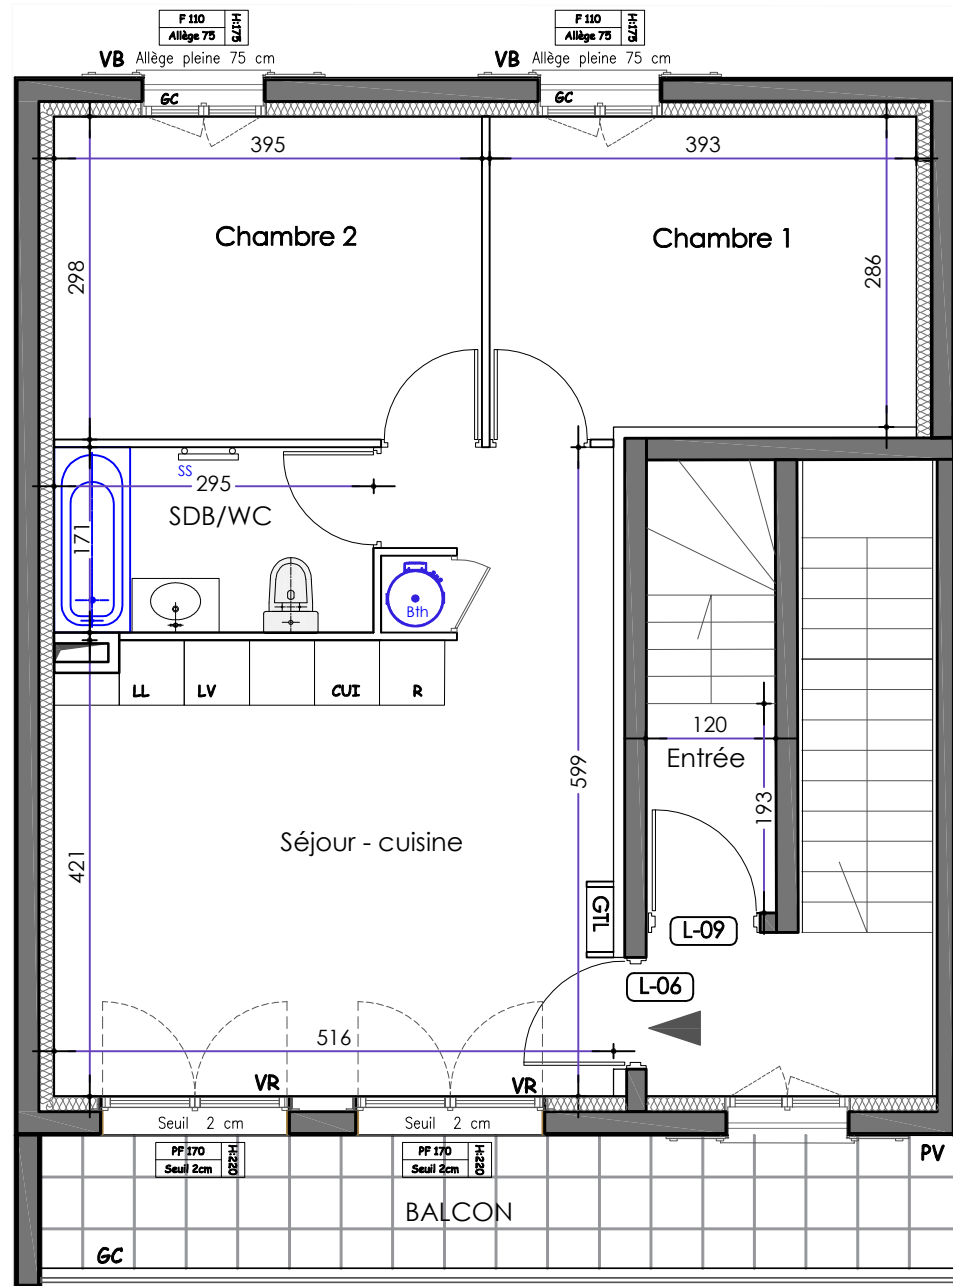 F 110
Allège 75
H:175
F 110
Allège 75
H:175
VB
Allège pleine 75 cm
VB
Allège pleine 75 cm
GC
GC
395
393
Chambre 2
Chambre 1
298
286
SS
295
SDB/WC
171
Bth
LL
LV
CUI
R
120
Entrée
193
599
Séjour - cuisine
421
GTL
L-09
L-06
516
VR
VR
Seuil 2 cm
Seuil 2 cm
PF 170
Seuil 2cm
H:220
PF 170
Seuil 2cm
H:220
PV
BALCON
GC